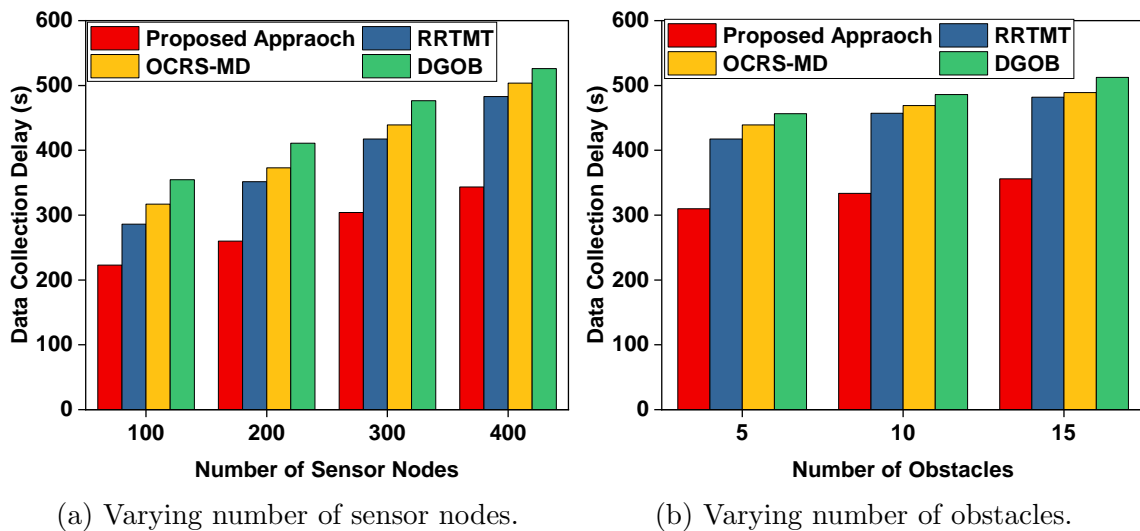 600
500
400
300
200
100
0
Data Collection Delay (s)
Proposed Appraoch RRTMT
OCRS-MD DGOB
100 200 300 400
Number of Sensor Nodes
(a) Varying number of sensor nodes.
600
500
400
300
200
100
0
Data Collection Delay (s)
Proposed Appraoch RRTMT
OCRS-MD DGOB
5 10 15
Number of Obstacles
(b) Varying number of obstacles.